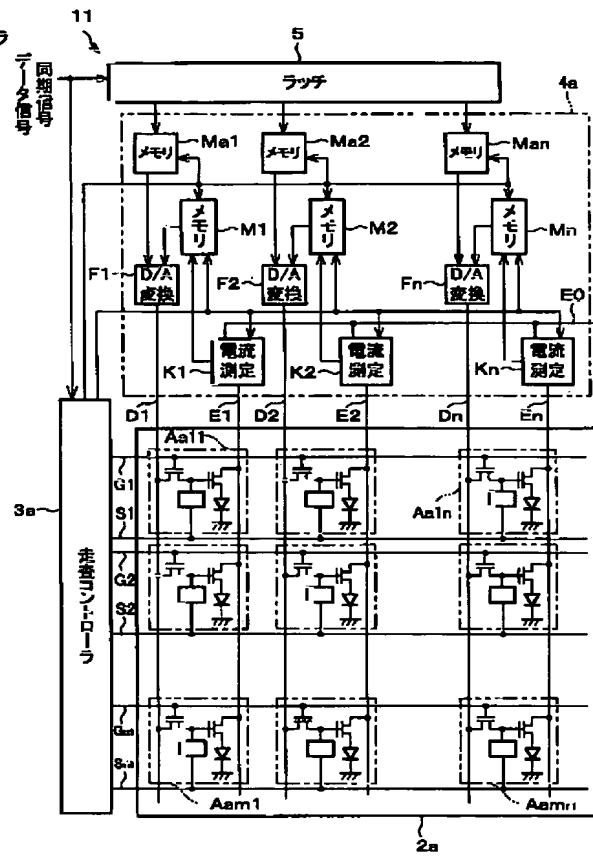 11
ラ
データ信号
同期信号
5
ラッチ
4a
メモリ
Ma1
メモリ
Ma2
メモリ
Man
メモリ
M1
メモリ
M2
メモリ
Mn
F1
D/A
変換
F2
D/A
変換
Fn
D/A
変換
E0
K1
電流
測定
K2
電流
測定
Kn
電流
測定
D1
E1
D2
E2
Dn
En
Aa11
Aa1n
3a
走査コントローラ
G1
S1
G2
S2
Gm
Sm
Aam1
Aamn
2a